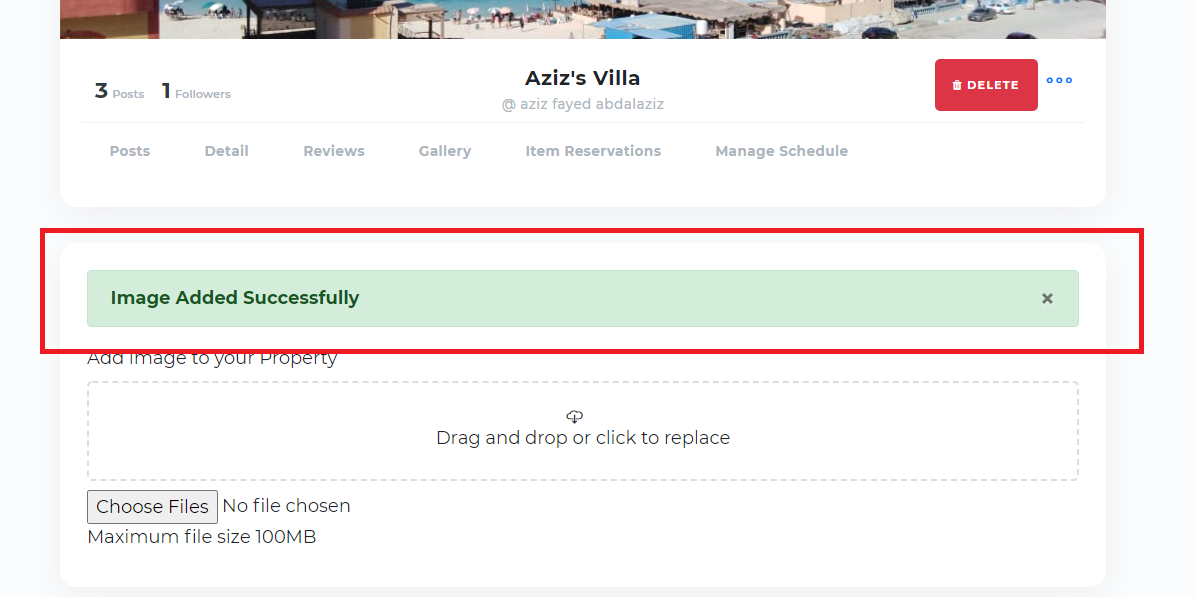 3 Posts 1 Followers
Aziz's Villa
@ aziz fayed abdalaziz
DELETE
Posts Detail Reviews Gallery Item Reservations Manage Schedule
Image Added Successfully ×
Add Image to your Property
Drag and drop or click to replace
Choose Files No file chosen
Maximum file size 100MB